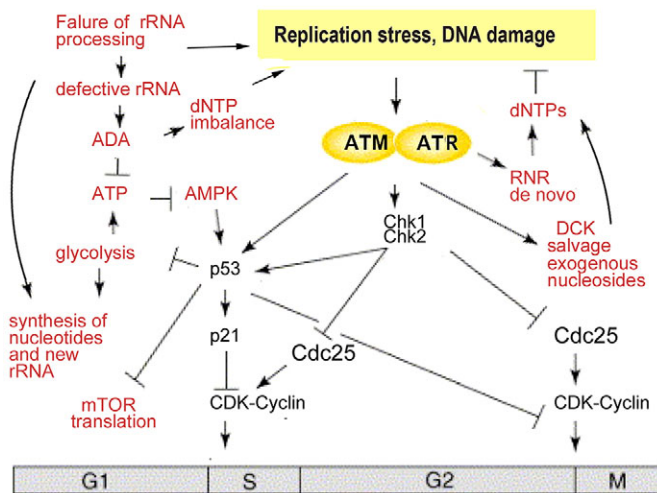 Falure of rRNA
processing
Replication stress, DNA damage
defective rRNA
dNTP
imbalance
dNTPs
ADA
ATM
ATR
RNR
de novo
ATP
AMPK
Chk1
Chk2
DCK
salvage
exogenous
nucleosides
glycolysis
p53
synthesis of
nucleotides
and new
rRNA
p21
Cdc25
Cdc25
mTOR
translation
CDK-Cyclin
CDK-Cyclin
G1
S
G2
M